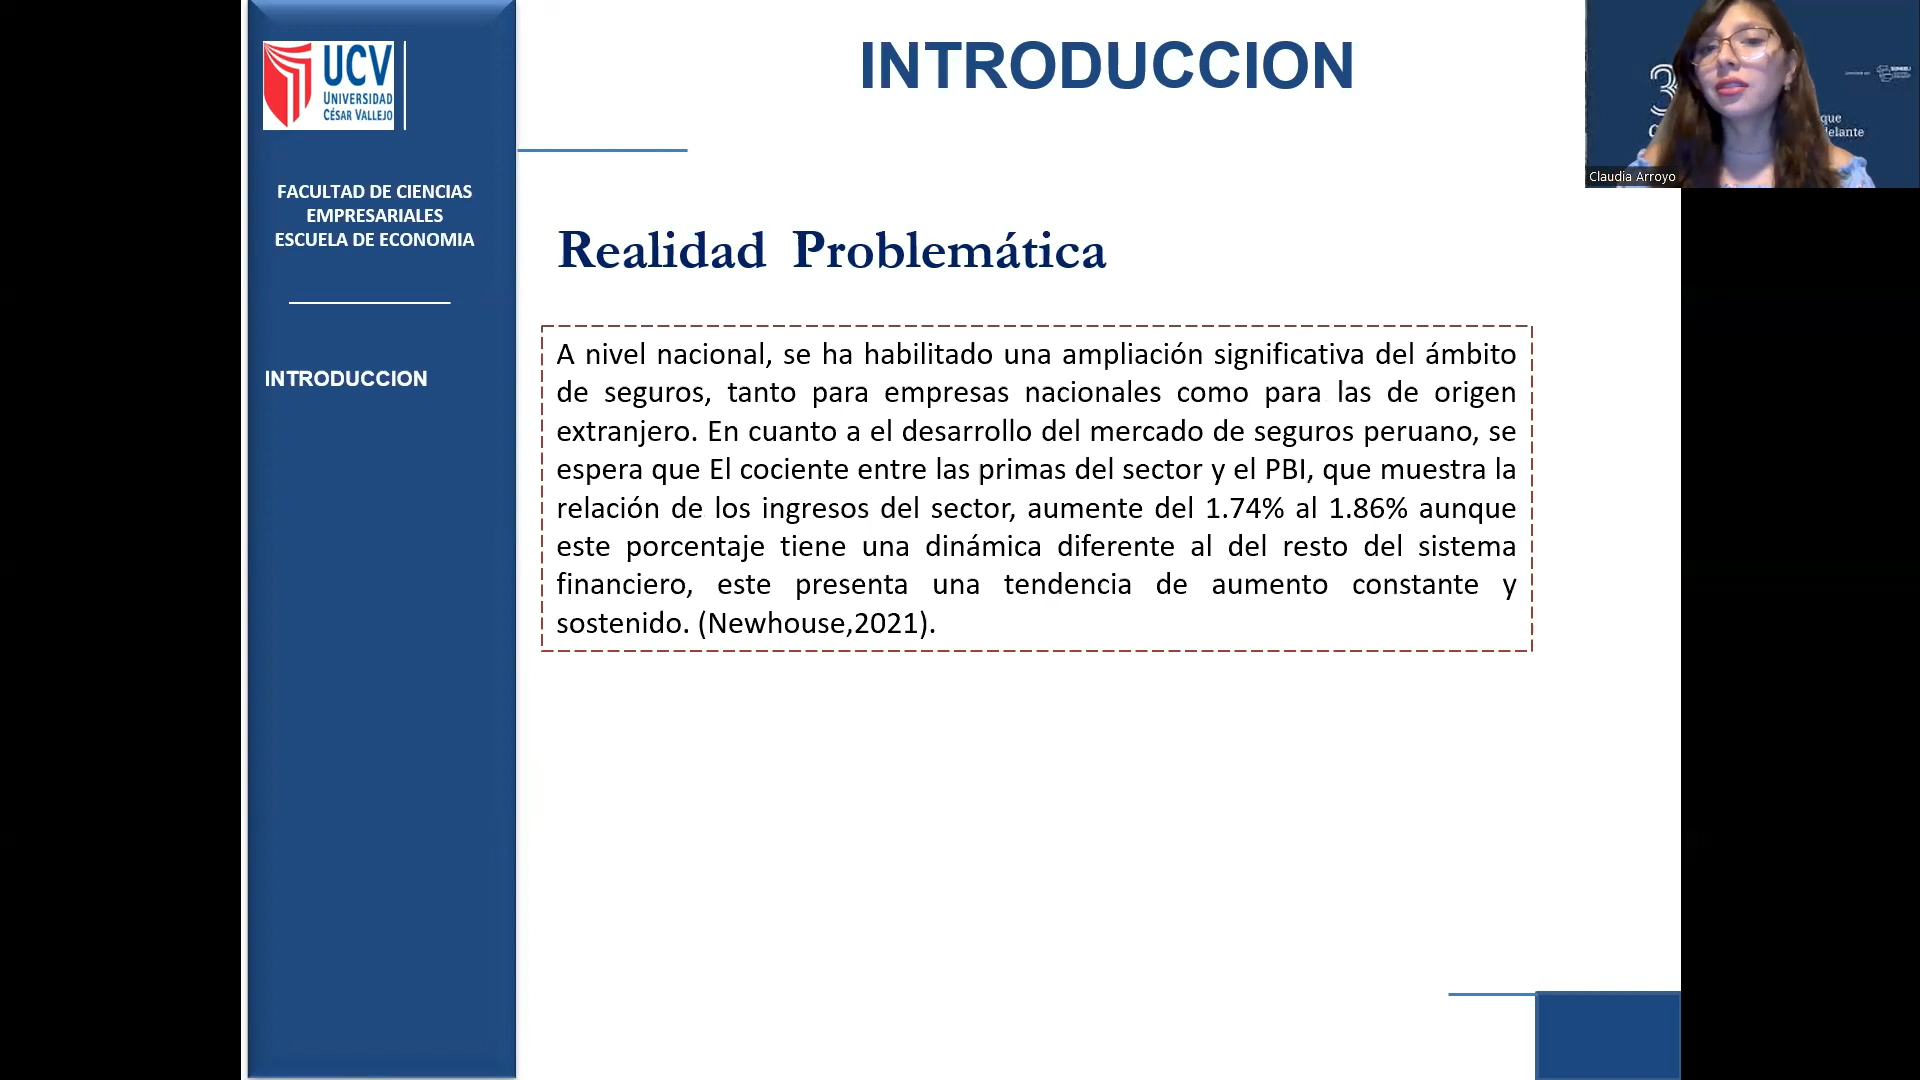 UCV
UNIVERSIDAD
CÉSAR VALLEJO
FACULTAD DE CIENCIAS
EMPRESARIALES
ESCUELA DE ECONOMIA
INTRODUCCION
INTRODUCCION
Realidad Problemática
A nivel nacional, se ha habilitado una ampliación significativa del ámbito
de seguros, tanto para empresas nacionales como para las de origen
extranjero. En cuanto a el desarrollo del mercado de seguros peruano, se
espera que El cociente entre las primas del sector y el PBI, que muestra la
relación de los ingresos del sector, aumente del 1.74% al 1.86% aunque
este porcentaje tiene una dinámica diferente al del resto del sistema
financiero, este presenta una tendencia de aumento constante y
sostenido. (Newhouse,2021).
3
que
Claudia Arroyo